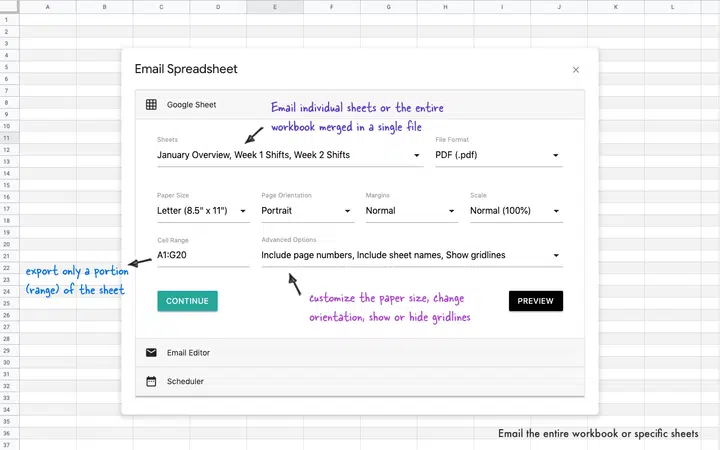 A B C D E F G H I J K L
1
2
3
4
5
6
7
8
9
10
11
12
13
14
15
16
17
18
19
20
21
22
23
24
25
26
27
28
29
30
31
32
33
34
35
36
37
Email Spreadsheet
×
Google Sheet
Email individual sheets or the entire
workbook merged in a single file
Sheets File Format
January Overview, Week 1 Shifts, Week 2 Shifts PDF (.pdf)
Paper Size Page Orientation Margins Scale
Letter (8.5" x 11") Portrait Normal Normal (100%)
Cell Range Advanced Options
A1:G20 Include page numbers, Include sheet names, Show gridlines
export only a portion
(range) of the sheet
customize the paper size, change
orientation, show or hide gridlines
CONTINUE PREVIEW
Email Editor
Scheduler
Email the entire workbook or specific sheets